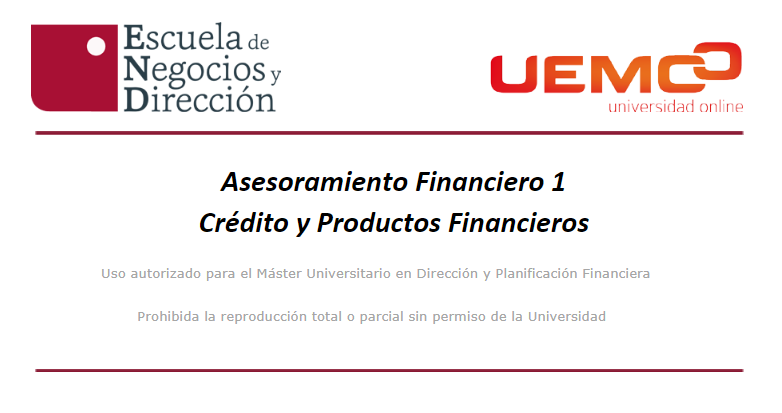 Escuela de
Negocios y
Dirección
UEMC
universidad online
Asesoramiento Financiero 1
Crédito y Productos Financieros
Uso autorizado para el Máster Universitario en Dirección y Planificación Financiera
Prohibida la reproducción total o parcial sin permiso de la Universidad